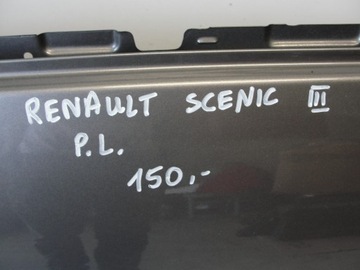 RENAULT SCENIC III
P.L.
150,-